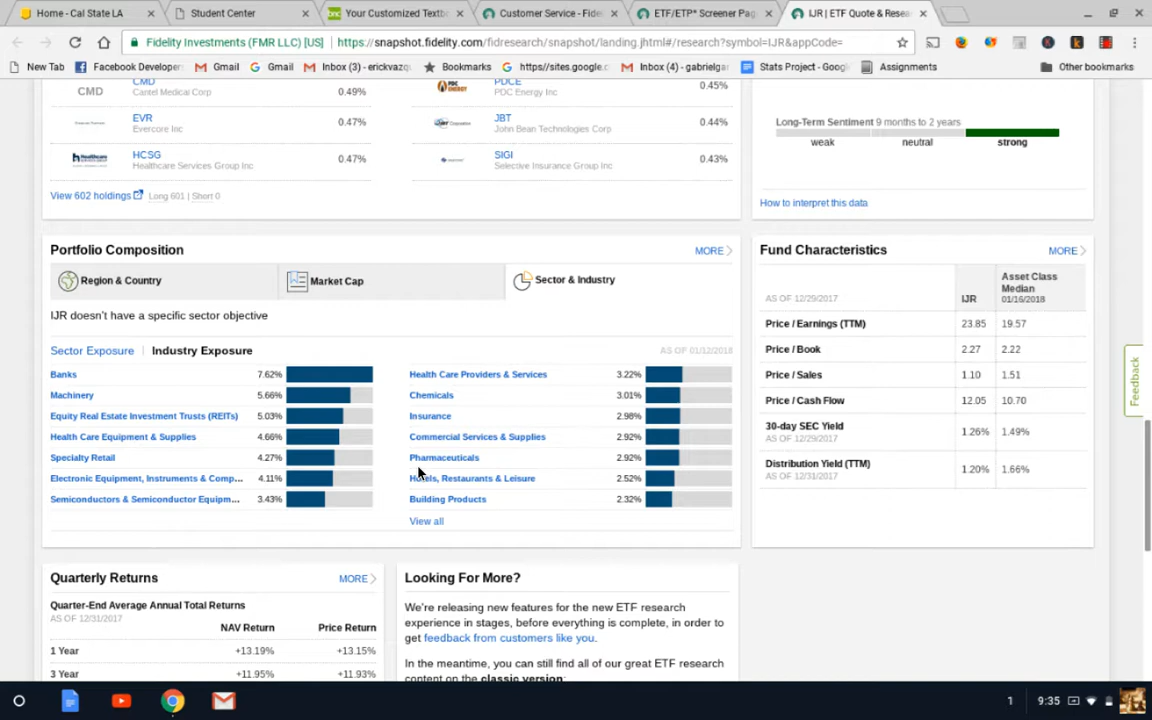 Home - Cal State LA
Student Center
Your Customized Textb
Customer Service - Fidel
ETF/ETP* Screener Pag
IJR | ETF Quote & Resea
Fidelity Investments (FMR LLC) [US] https://snapshot.fidelity.com/fidresearch/snapshot/landing.jhtml#/research?symbol=IJR&appCode=
New Tab
Facebook Develope
Gmail
Gmail
Inbox (3) - erickvazq
Bookmarks
https//sites.google.c
Inbox (4) - gabrielga
Stats Project - Goog
Assignments
Other bookmarks
CMD
Cantel Medical Corp
0.49%
PDCE
PDC Energy Inc
0.45%
EVR
Evercore Inc
0.47%
JBT
John Bean Technologies Corp
0.44%
HCSG
Healthcare Services Group Inc
0.47%
SIGI
Selective Insurance Group Inc
0.43%
View 602 holdings
Long 601 | Short 0
Long-Term Sentiment 9 months to 2 years
weak neutral strong
How to interpret this data
Portfolio Composition
MORE
Region & Country
Market Cap
Sector & Industry
IJR doesn't have a specific sector objective
Sector Exposure | Industry Exposure
AS OF 01/12/2018
Banks 7.62%
Machinery 5.66%
Equity Real Estate Investment Trusts (REITs) 5.03%
Health Care Equipment & Supplies 4.66%
Specialty Retail 4.27%
Electronic Equipment, Instruments & Comp... 4.11%
Semiconductors & Semiconductor Equipm... 3.43%
Health Care Providers & Services 3.22%
Chemicals 3.01%
Insurance 2.98%
Commercial Services & Supplies 2.92%
Pharmaceuticals 2.92%
Hotels, Restaurants & Leisure 2.52%
Building Products 2.32%
View all
Fund Characteristics
MORE
AS OF 12/29/2017
IJR
Asset Class
Median
01/16/2018
Price / Earnings (TTM) 23.85 19.57
Price / Book 2.27 2.22
Price / Sales 1.10 1.51
Price / Cash Flow 12.05 10.70
30-day SEC Yield
AS OF 12/29/2017
1.26% 1.49%
Distribution Yield (TTM)
AS OF 12/31/2017
1.20% 1.66%
Feedback
Quarterly Returns
MORE
Quarter-End Average Annual Total Returns
AS OF 12/31/2017
NAV Return Price Return
1 Year +13.19% +13.15%
3 Year +11.95% +11.93%
Looking For More?
We're releasing new features for the new ETF research
experience in stages, before everything is complete, in order to
get feedback from customers like you.
In the meantime, you can still find all of our great ETF research
content on the classic version:
1
9:35